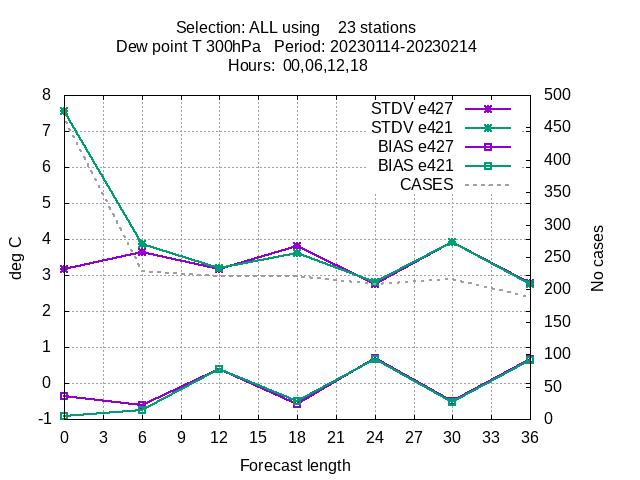 Selection: ALL using    23 stations
Dew point T 300hPa   Period: 20230114-20230214
Hours: 00,06,12,18
STDV e427
STDV e421
BIAS e427
BIAS e421
CASES
8
7
6
5
4
3
2
1
0
-1
deg C
500
450
400
350
300
250
200
150
100
50
0
No cases
0 3 6 9 12 15 18 21 24 27 30 33 36
Forecast length